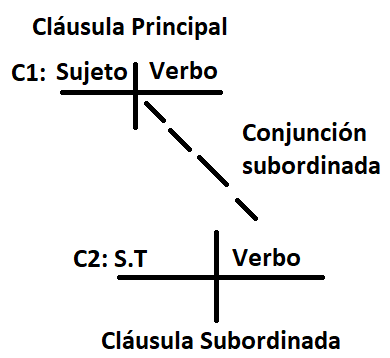 Cláusula Principal
C1: Sujeto Verbo
Conjunción
subordinada
C2: S.T Verbo
Cláusula Subordinada